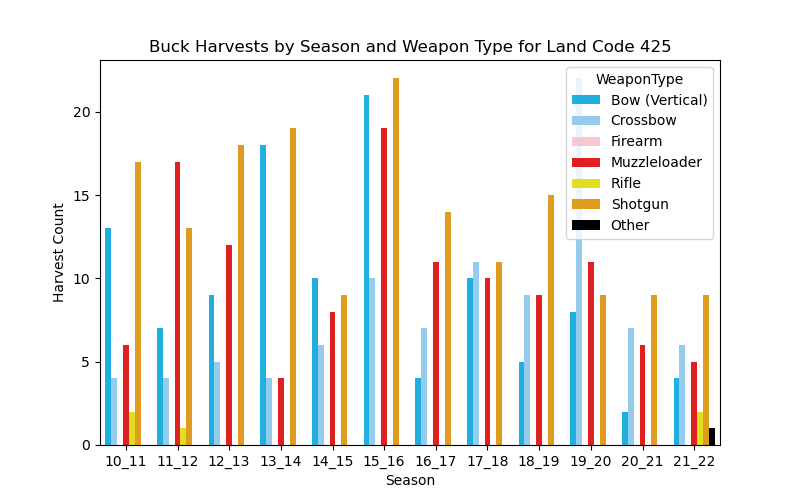 Buck Harvests by Season and Weapon Type for Land Code 425
WeaponType
Bow (Vertical)
Crossbow
Firearm
Muzzleloader
Rifle
Shotgun
Other
Harvest Count
20
15
10
5
0
10_11 11_12 12_13 13_14 14_15 15_16 16_17 17_18 18_19 19_20 20_21 21_22
Season